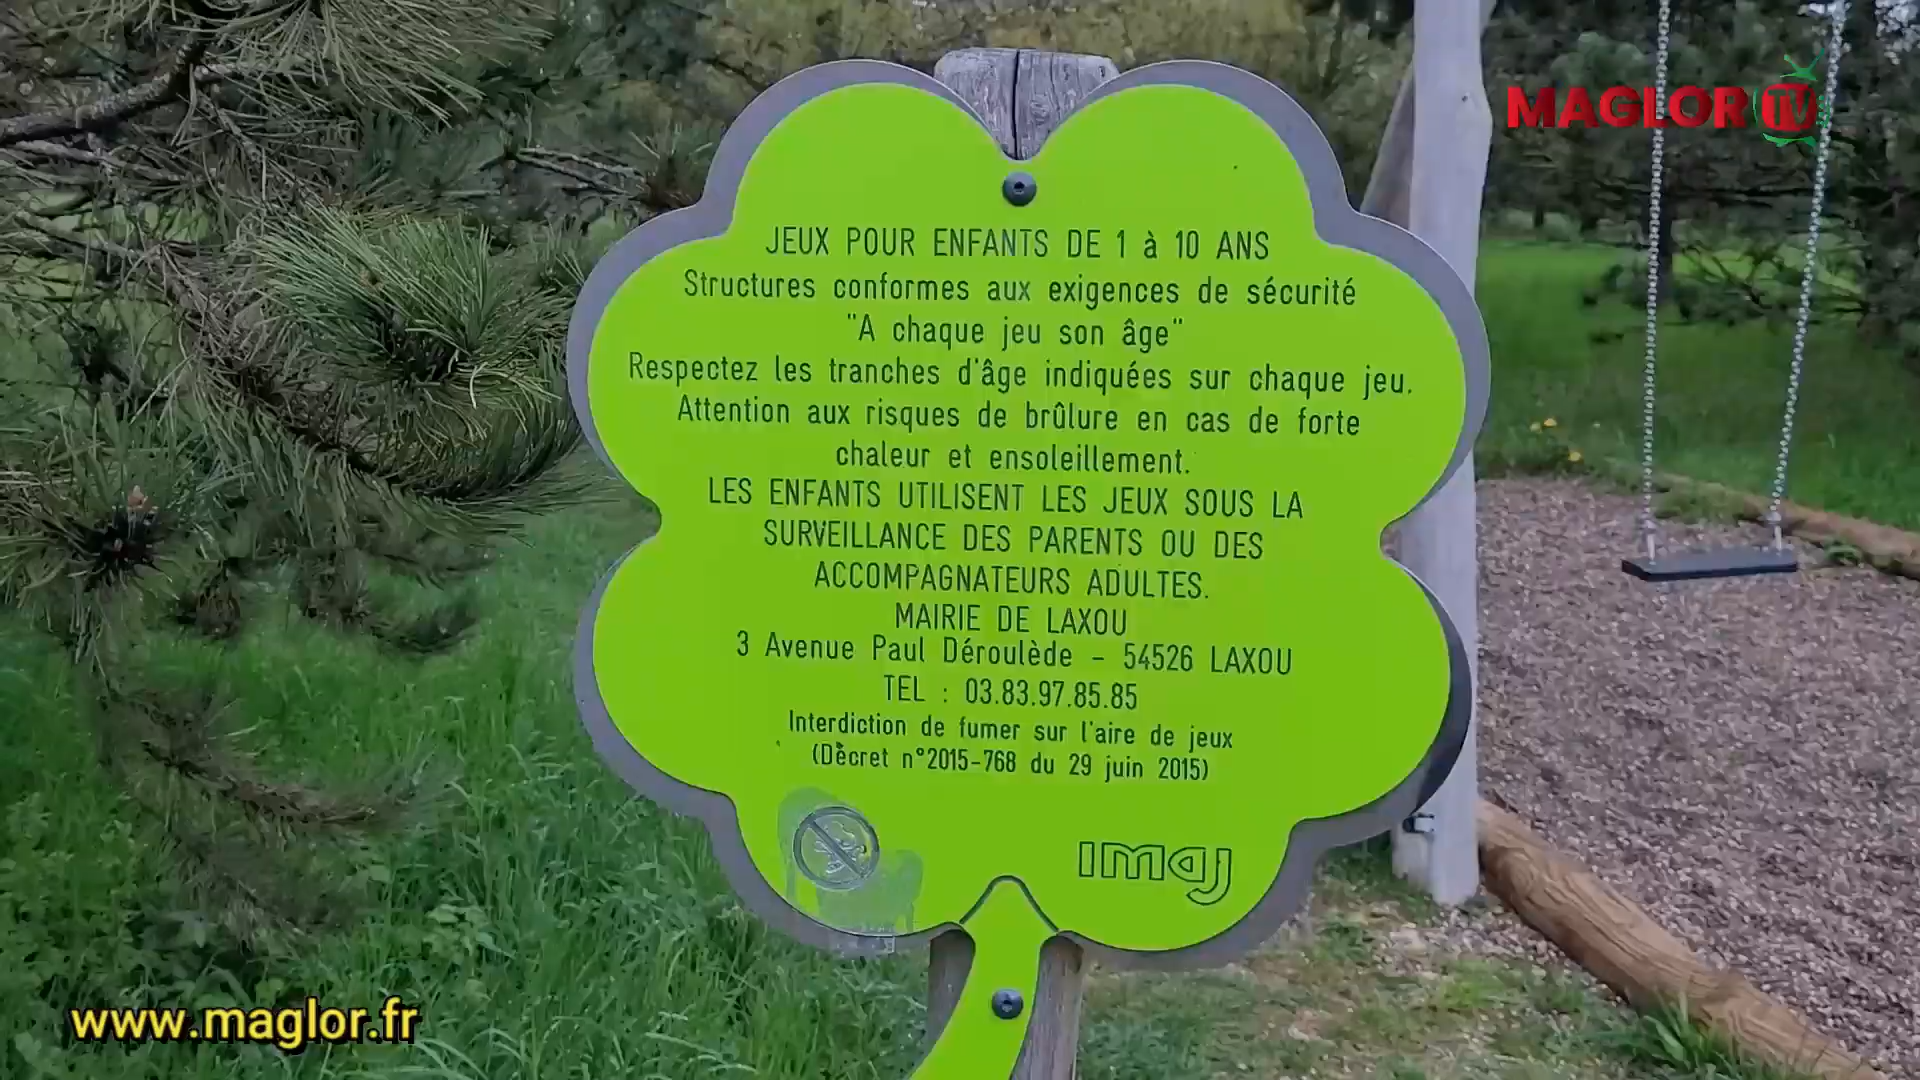 MAGLOR TV
JEUX POUR ENFANTS DE 1 à 10 ANS
Structures conformes aux exigences de sécurité
"A chaque jeu son âge"
Respectez les tranches d'âge indiquées sur chaque jeu.
Attention aux risques de brûlure en cas de forte
chaleur et ensoleillement.
LES ENFANTS UTILISENT LES JEUX SOUS LA
SURVEILLANCE DES PARENTS OU DES
ACCOMPAGNATEURS ADULTES.
MAIRIE DE LAXOU
3 Avenue Paul Déroulède - 54526 LAXOU
TEL : 03.83.97.85.85
Interdiction de fumer sur l'aire de jeux
(Décret n°2015-768 du 29 juin 2015)
imaj
www.maglor.fr